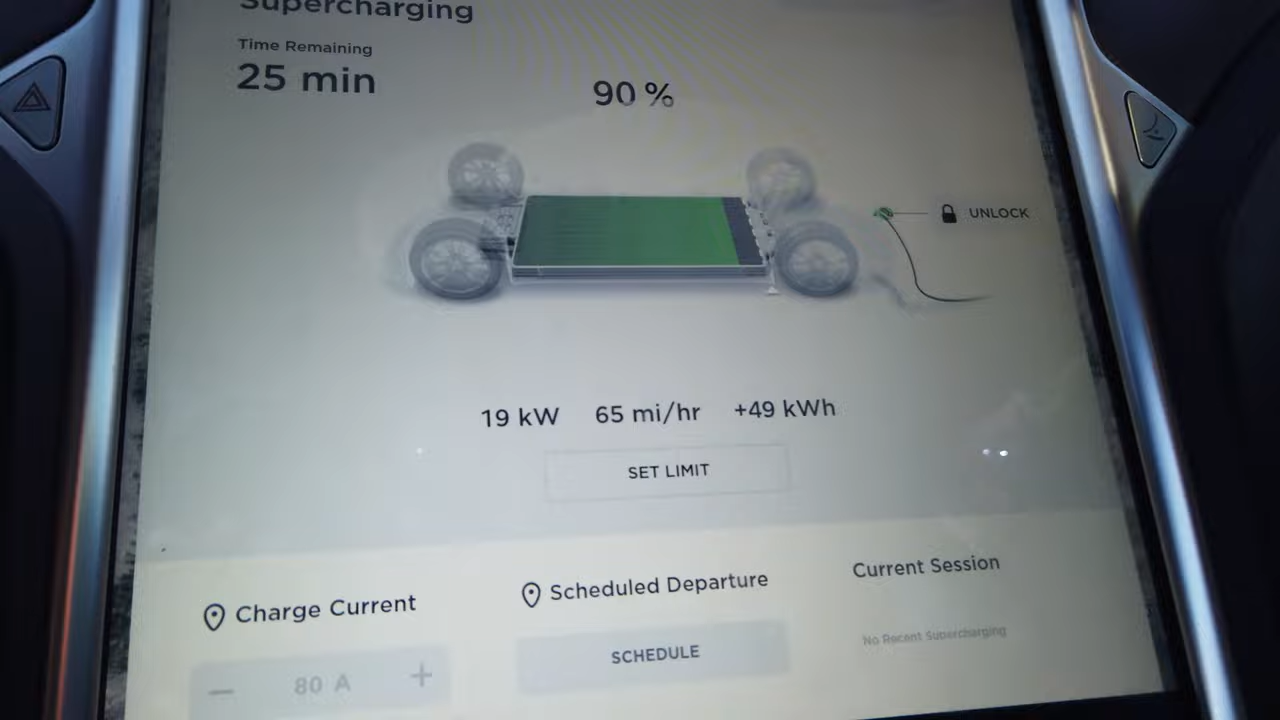 Supercharging
Time Remaining
25 min
90 %
UNLOCK
19 kW 65 mi/hr +49 kWh
SET LIMIT
Charge Current
Scheduled Departure
Current Session
− 80 A +
SCHEDULE
No Recent Supercharging